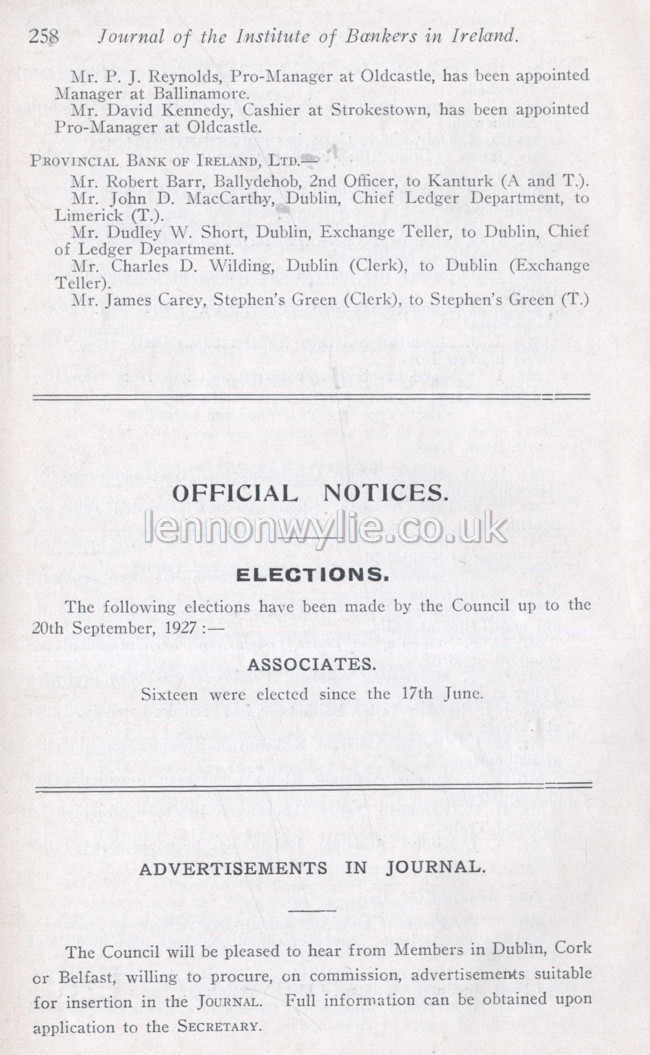 258 Journal of the Institute of Bankers in Ireland.
Mr. P. J. Reynolds, Pro-Manager at Oldcastle, has been appointed
Manager at Ballinamore.
Mr. David Kennedy, Cashier at Strokestown, has been appointed
Pro-Manager at Oldcastle.
PROVINCIAL BANK OF IRELAND, LTD.—
Mr. Robert Barr, Ballydehob, 2nd Officer, to Kanturk (A and T.).
Mr. John D. MacCarthy, Dublin, Chief Ledger Department, to
Limerick (T.).
Mr. Dudley W. Short, Dublin, Exchange Teller, to Dublin, Chief
of Ledger Department.
Mr. Charles D. Wilding, Dublin (Clerk), to Dublin (Exchange
Teller).
Mr. James Carey, Stephen's Green (Clerk), to Stephen's Green (T.)
OFFICIAL NOTICES.
lennonwylie.co.uk
ELECTIONS.
The following elections have been made by the Council up to the
20th September, 1927 :—
ASSOCIATES.
Sixteen were elected since the 17th June.
ADVERTISEMENTS IN JOURNAL.
The Council will be pleased to hear from Members in Dublin, Cork
or Belfast, willing to procure, on commission, advertisements suitable
for insertion in the JOURNAL. Full information can be obtained upon
application to the SECRETARY.